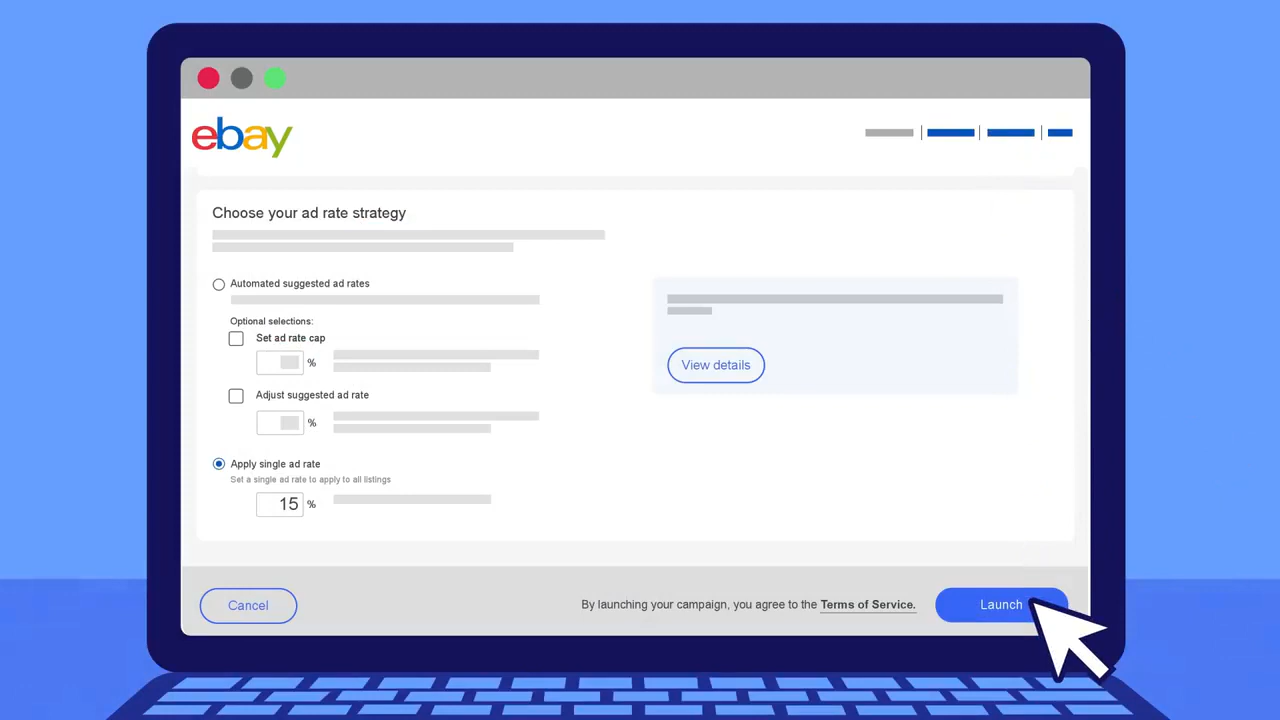 ebay
Choose your ad rate strategy
Automated suggested ad rates
Optional selections:
Set ad rate cap
%
Adjust suggested ad rate
%
Apply single ad rate
Set a single ad rate to apply to all listings
15 %
View details
Cancel
By launching your campaign, you agree to the Terms of Service.
Launch